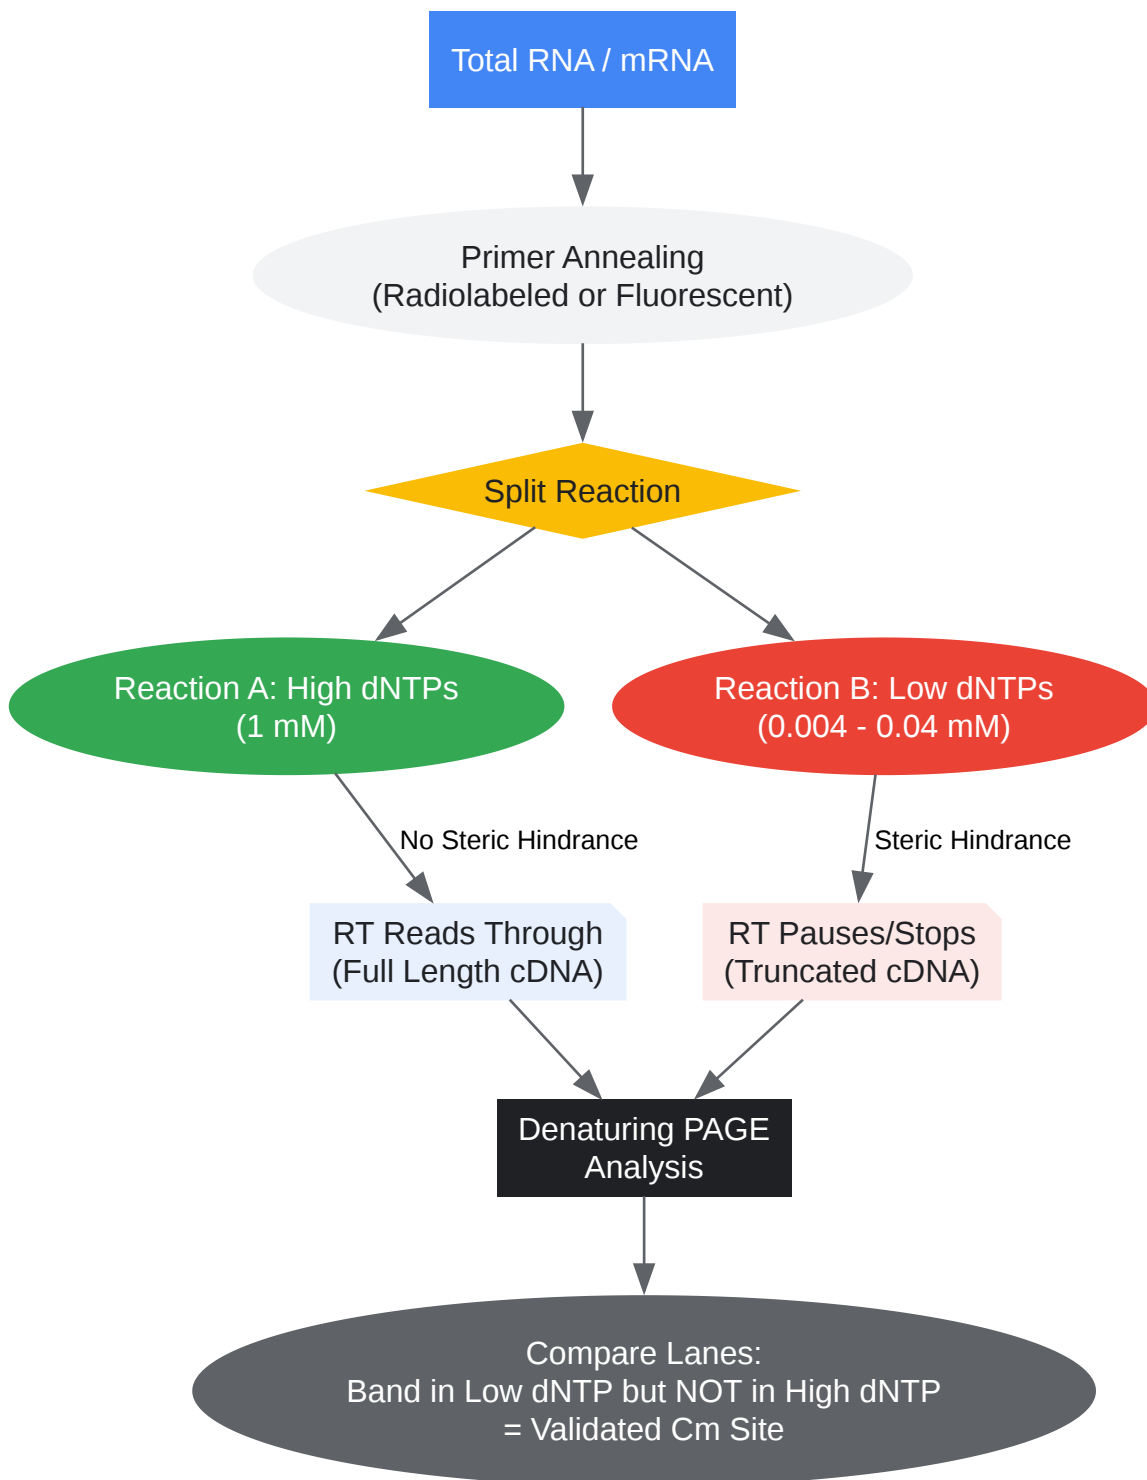 Total RNA / mRNA
Primer Annealing
(Radiolabeled or Fluorescent)
Split Reaction
Reaction A: High dNTPs
(1 mM)
Reaction B: Low dNTPs
(0.004 - 0.04 mM)
No Steric Hindrance
Steric Hindrance
RT Reads Through
(Full Length cDNA)
RT Pauses/Stops
(Truncated cDNA)
Denaturing PAGE
Analysis
Compare Lanes:
Band in Low dNTP but NOT in High dNTP
= Validated Cm Site